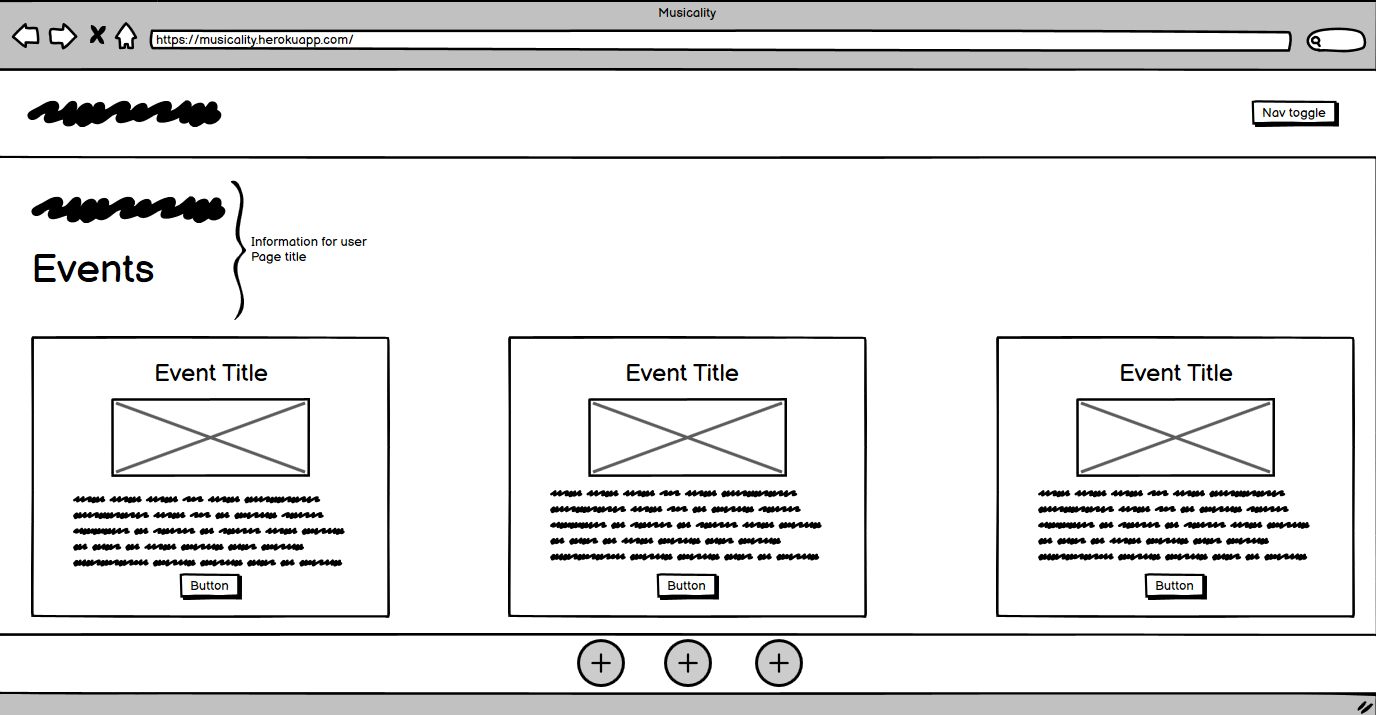 Musicality
https://musicality.herokuapp.com/
Nav toggle
Information for user
Page title
Events
Event Title
Event Title
Event Title
Button
Button
Button